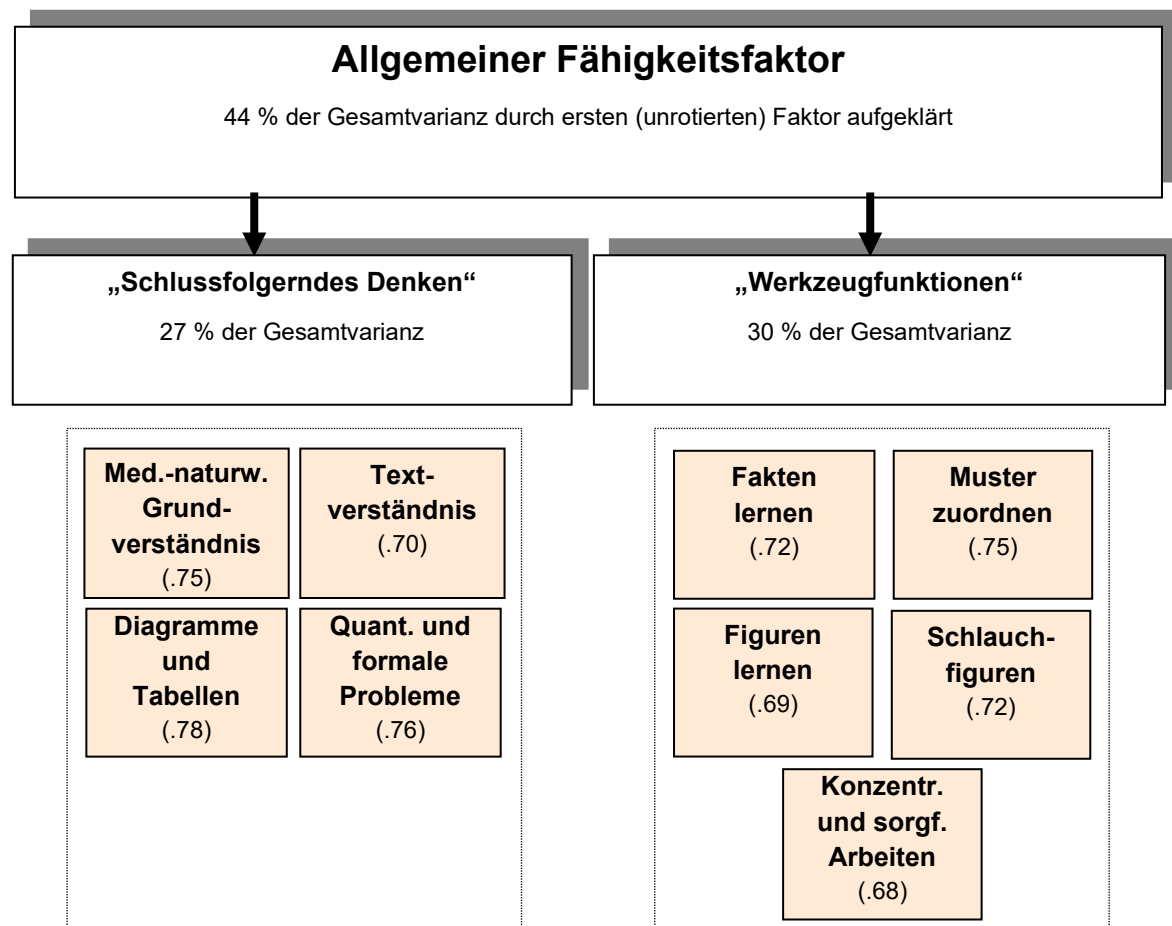 Allgemeiner Fähigkeitsfaktor
44 % der Gesamtvarianz durch ersten (unrotierten) Faktor aufgeklärt
„Schlussfolgerndes Denken“
27 % der Gesamtvarianz
„Werkzeugfunktionen“
30 % der Gesamtvarianz
Med.-naturw.
Grund-
verständnis
(.75)
Text-
verständnis
(.70)
Diagramme
und
Tabellen
(.78)
Quant. und
formale
Probleme
(.76)
Fakten
lernen
(.72)
Muster
zuordnen
(.75)
Figuren
lernen
(.69)
Schlauch-
figuren
(.72)
Konzentr.
und sorgf.
Arbeiten
(.68)